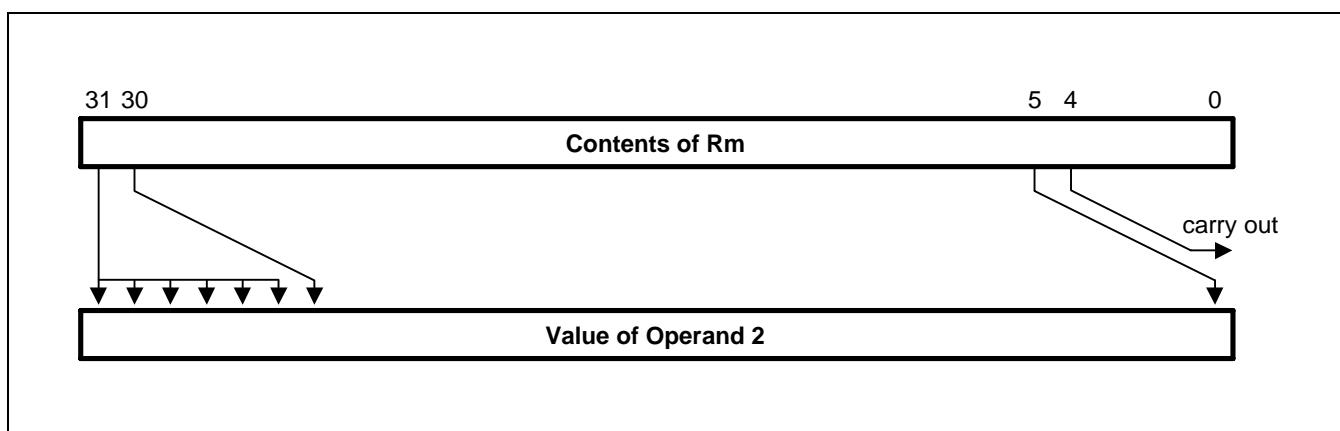 31 30 5 4 0
Contents of Rm
carry out
Value of Operand 2